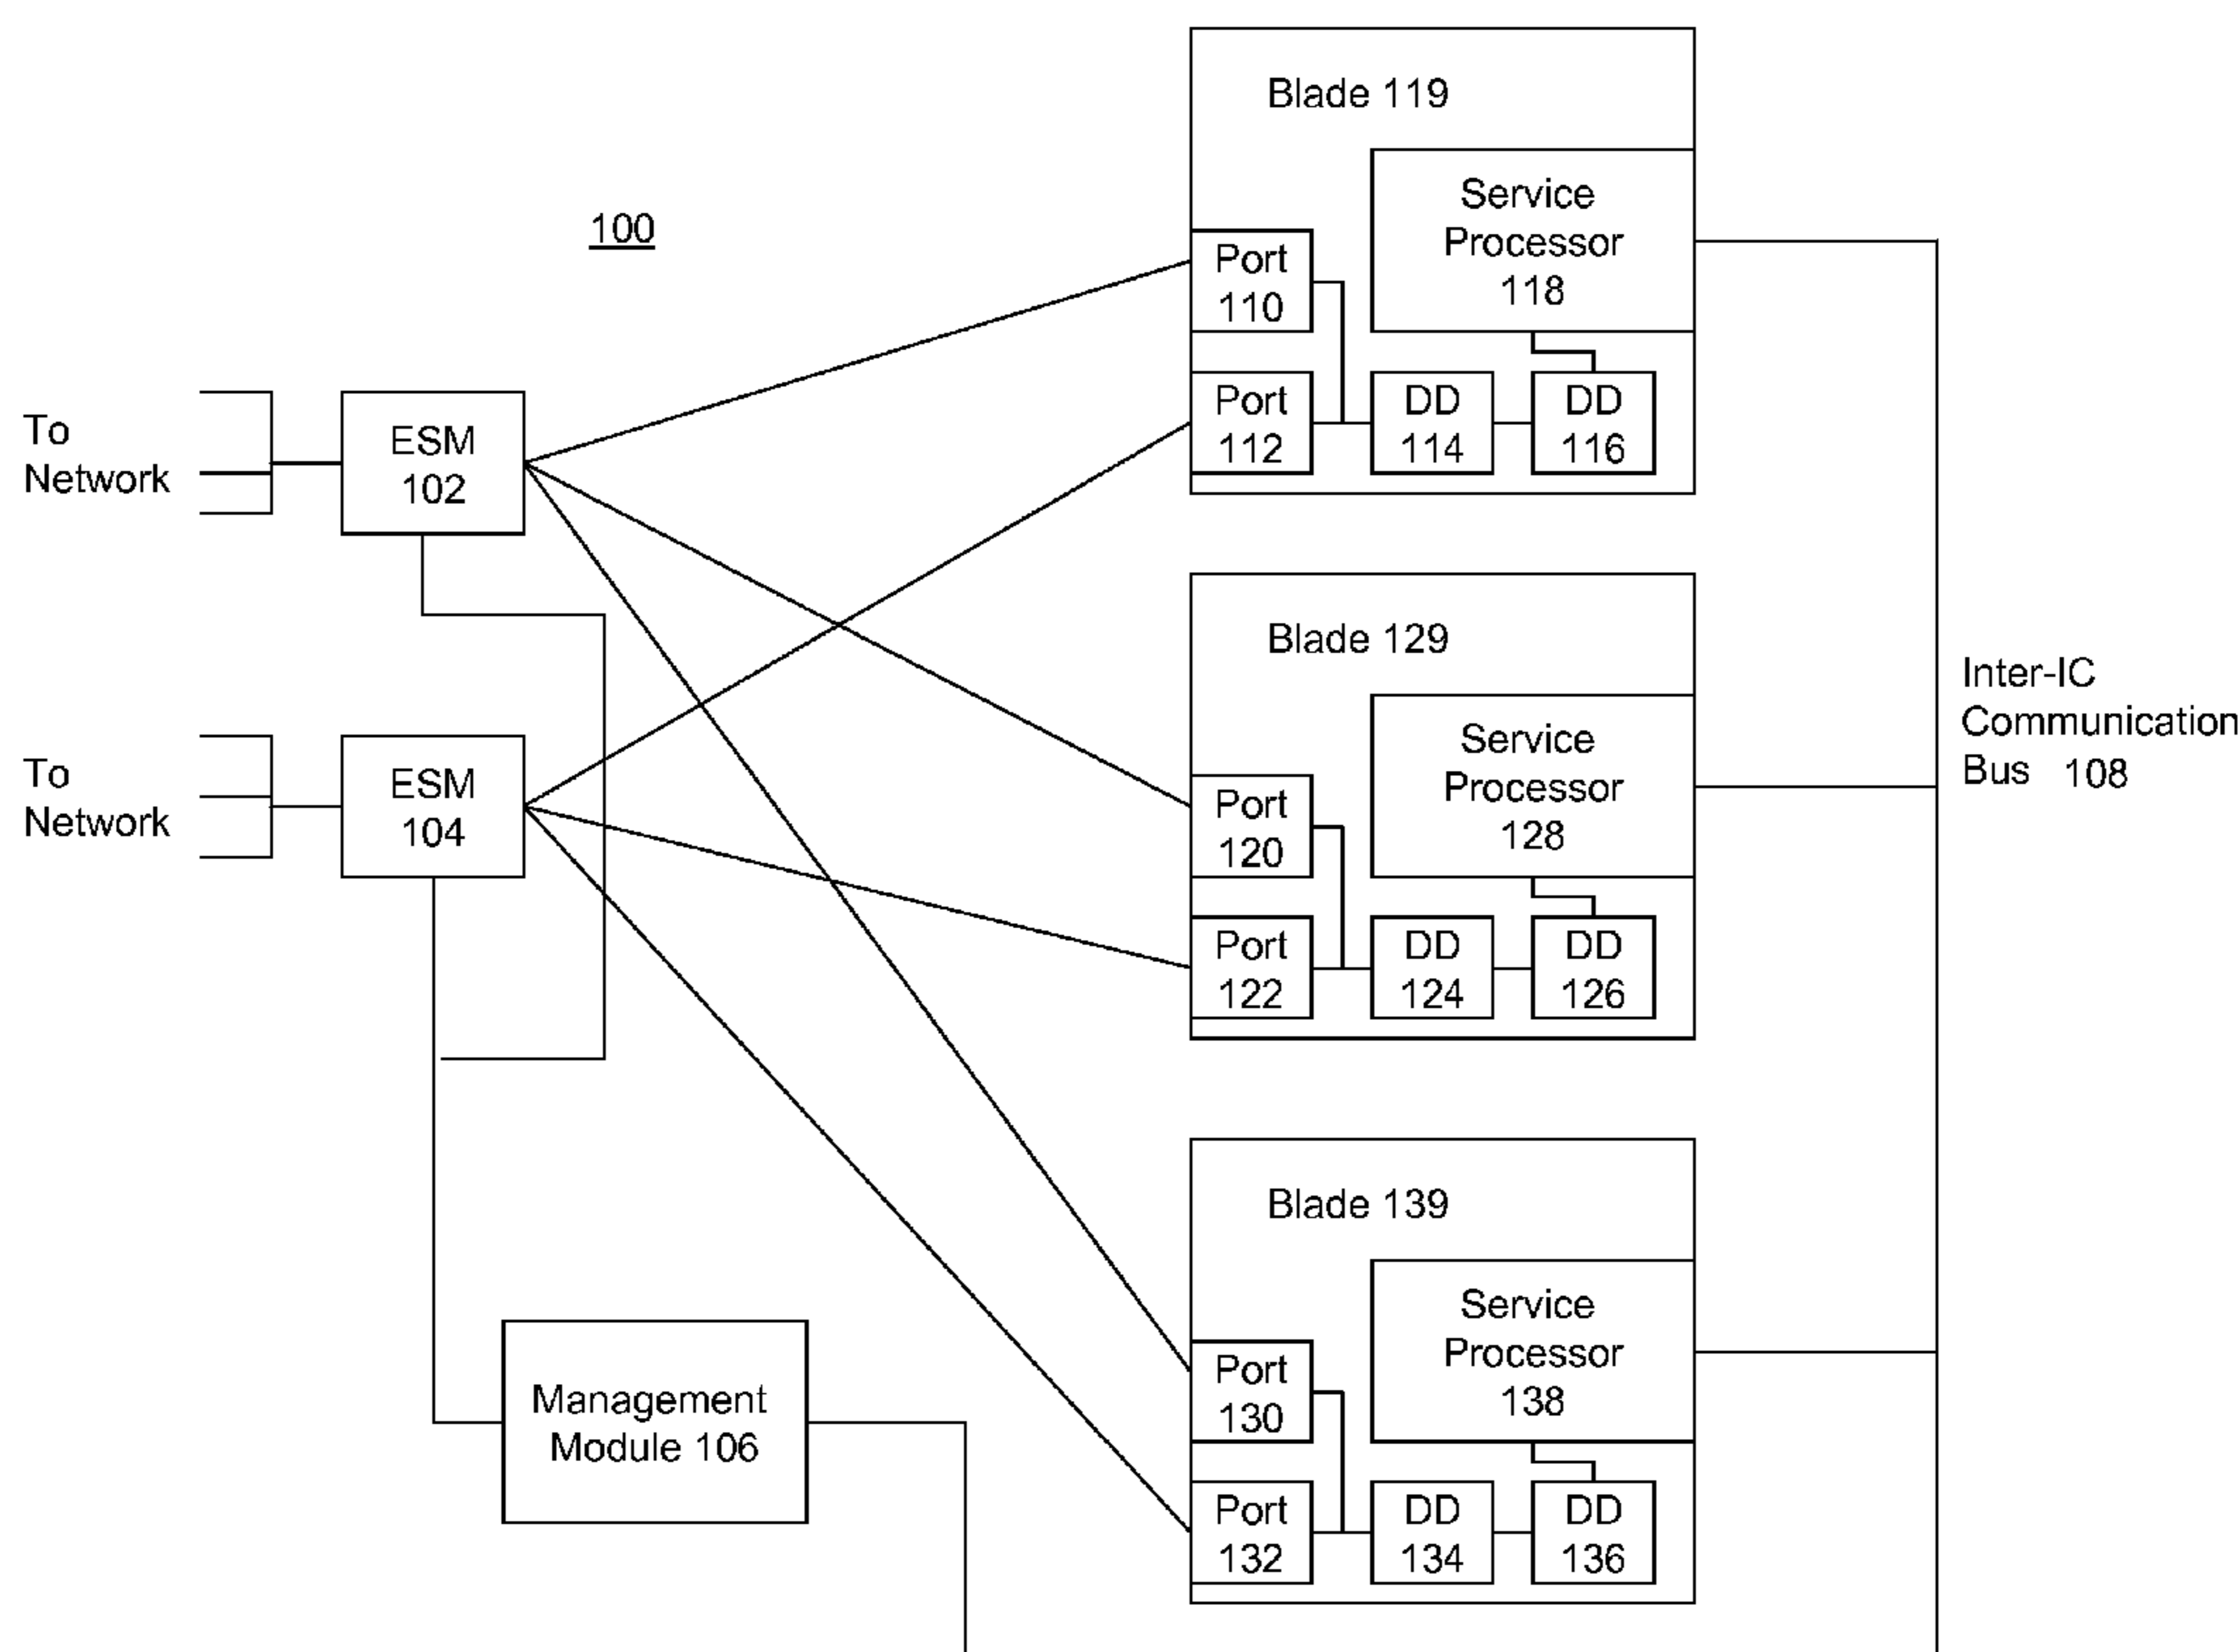 100
To
Network
ESM
102
To
Network
ESM
104
Management
Module 106
Blade 119
Service
Processor
118
Port
110
Port
112
DD
114
DD
116
Blade 129
Service
Processor
128
Port
120
Port
122
DD
124
DD
126
Blade 139
Service
Processor
138
Port
130
Port
132
DD
134
DD
136
Inter-IC
Communication
Bus 108